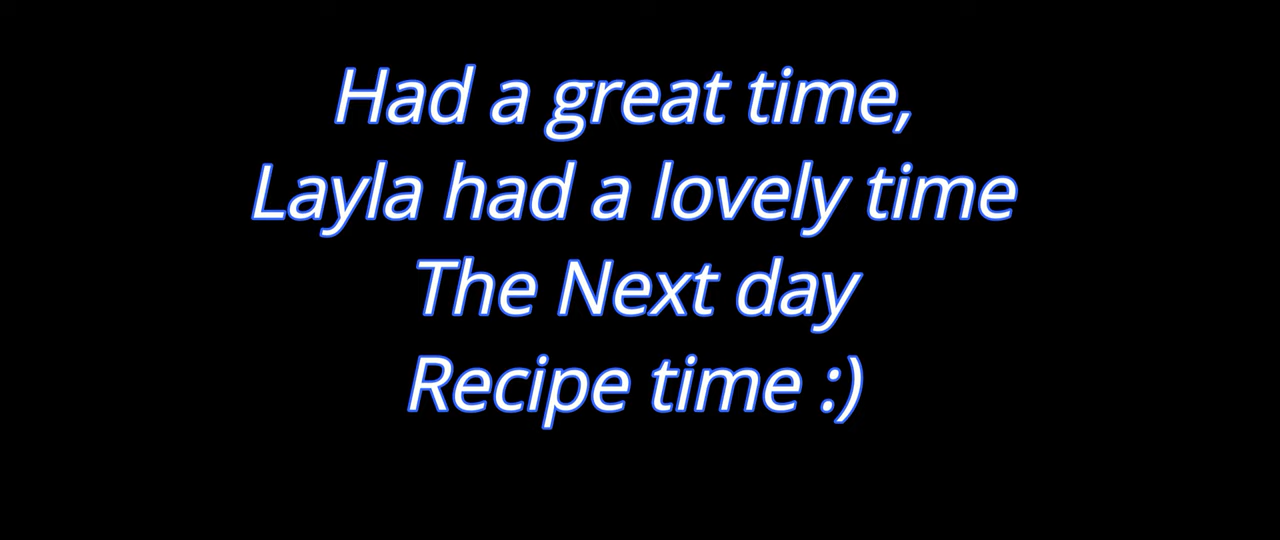 Had a great time,
Layla had a lovely time
The Next day
Recipe time :)